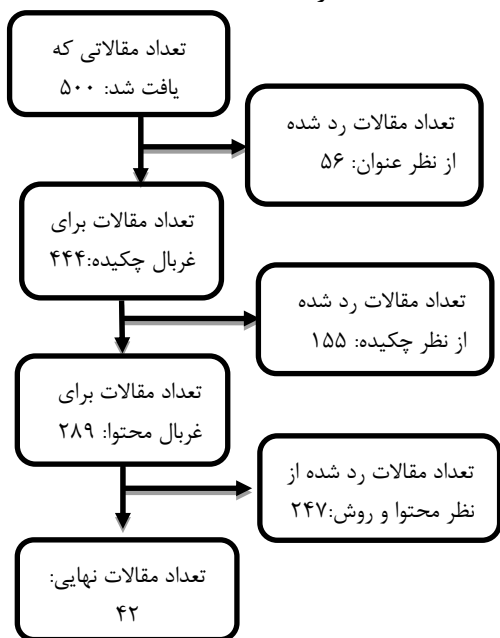 تعداد مقالاتی که
یافت شد: ۵۰۰
تعداد مقالات رد شده
از نظر عنوان: ۵۶
تعداد مقالات برای
غربال چکیده:۴۴۴
تعداد مقالات رد شده
از نظر چکیده: ۱۵۵
تعداد مقالات برای
غربال محتوا: ۲۸۹
تعداد مقالات رد شده از
نظر محتوا و روش:۲۴۷
تعداد مقالات نهایی:
۴۲